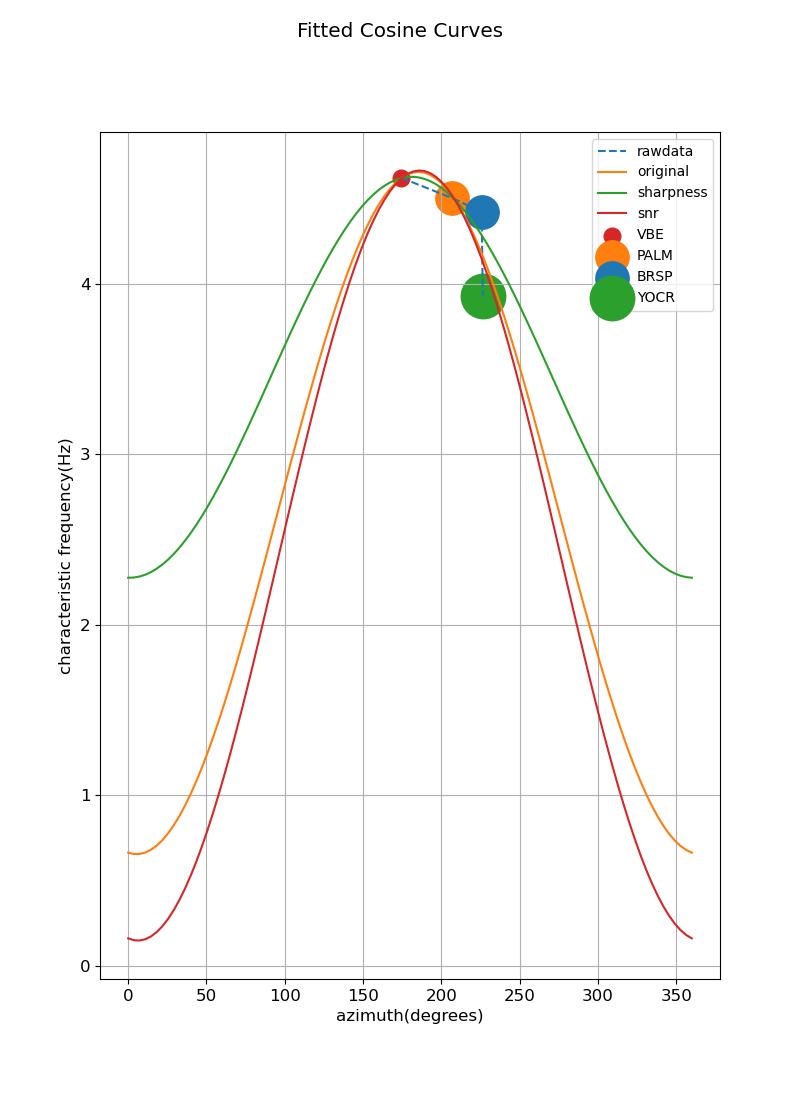 Fitted Cosine Curves
rawdata
original
sharpness
snr
VBE
PALM
BRSP
YOCR
4
3
2
1
0
characteristic frequency(Hz)
0 50 100 150 200 250 300 350
azimuth(degrees)